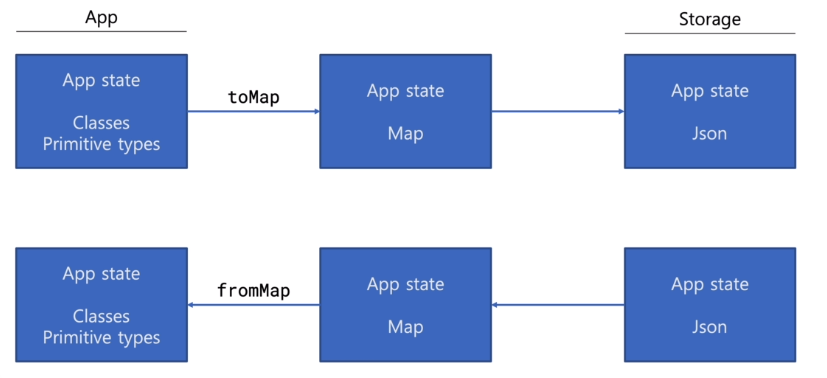 App
Storage
App state
Classes
Primitive types
toMap
App state
Map
App state
Json
App state
Classes
Primitive types
fromMap
App state
Map
App state
Json